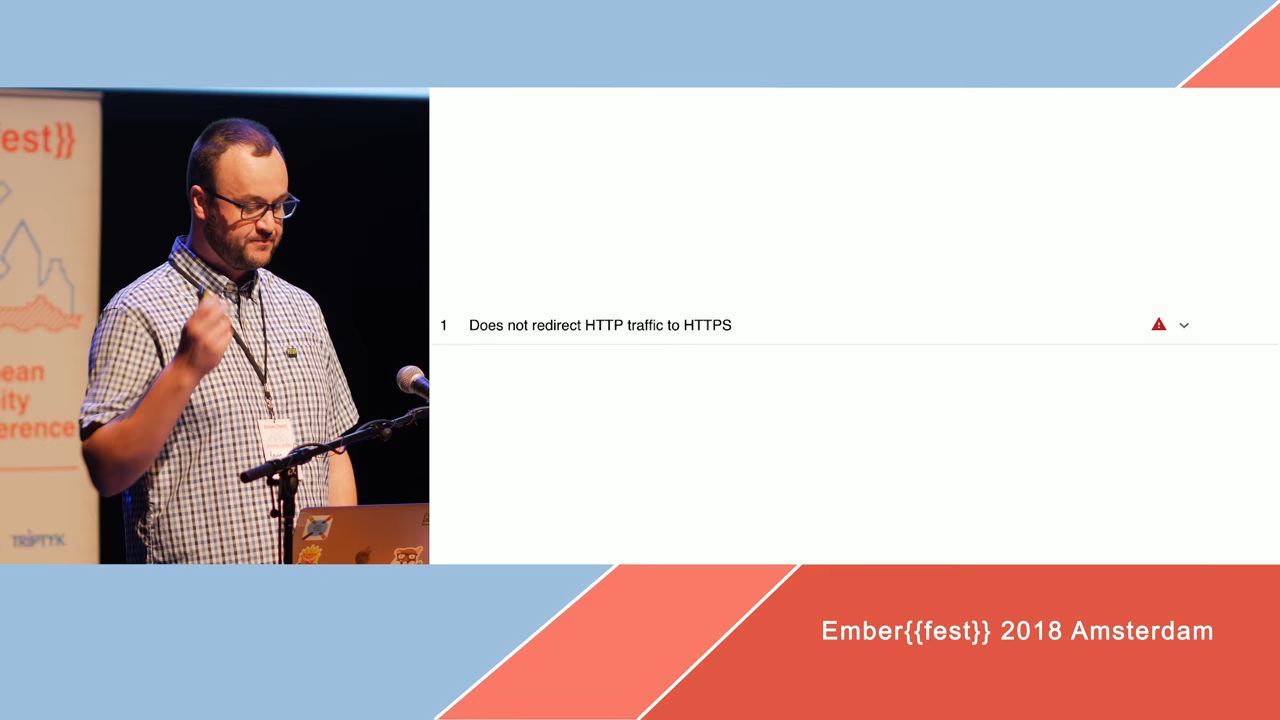 est}}
ean
ity
erence
TRIPTYK
1 Does not redirect HTTP traffic to HTTPS
Ember{{fest}} 2018 Amsterdam